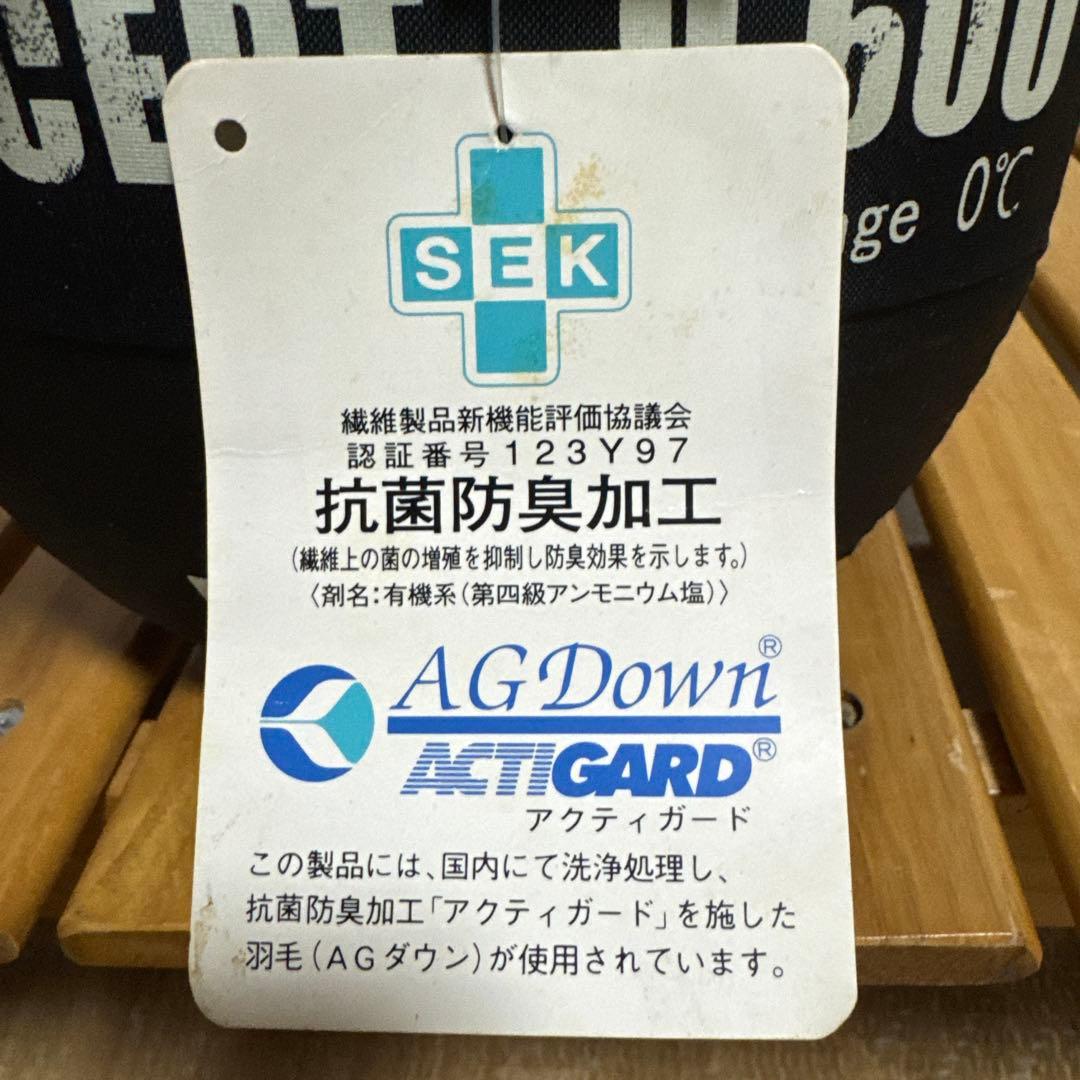 CERT
600
ge 0℃
SEK
繊維製品新機能評価協議会
認証番号123Y97
抗菌防臭加工
(繊維上の菌の増殖を抑制し防臭効果を示します。)
〈剤名：有機系(第四級アンモニウム塩)〉
AG Down®
ACTIGARD®
アクティガード
この製品には、国内にて洗浄処理し、
抗菌防臭加工「アクティガード」を施した
羽毛(AGダウン)が使用されています。